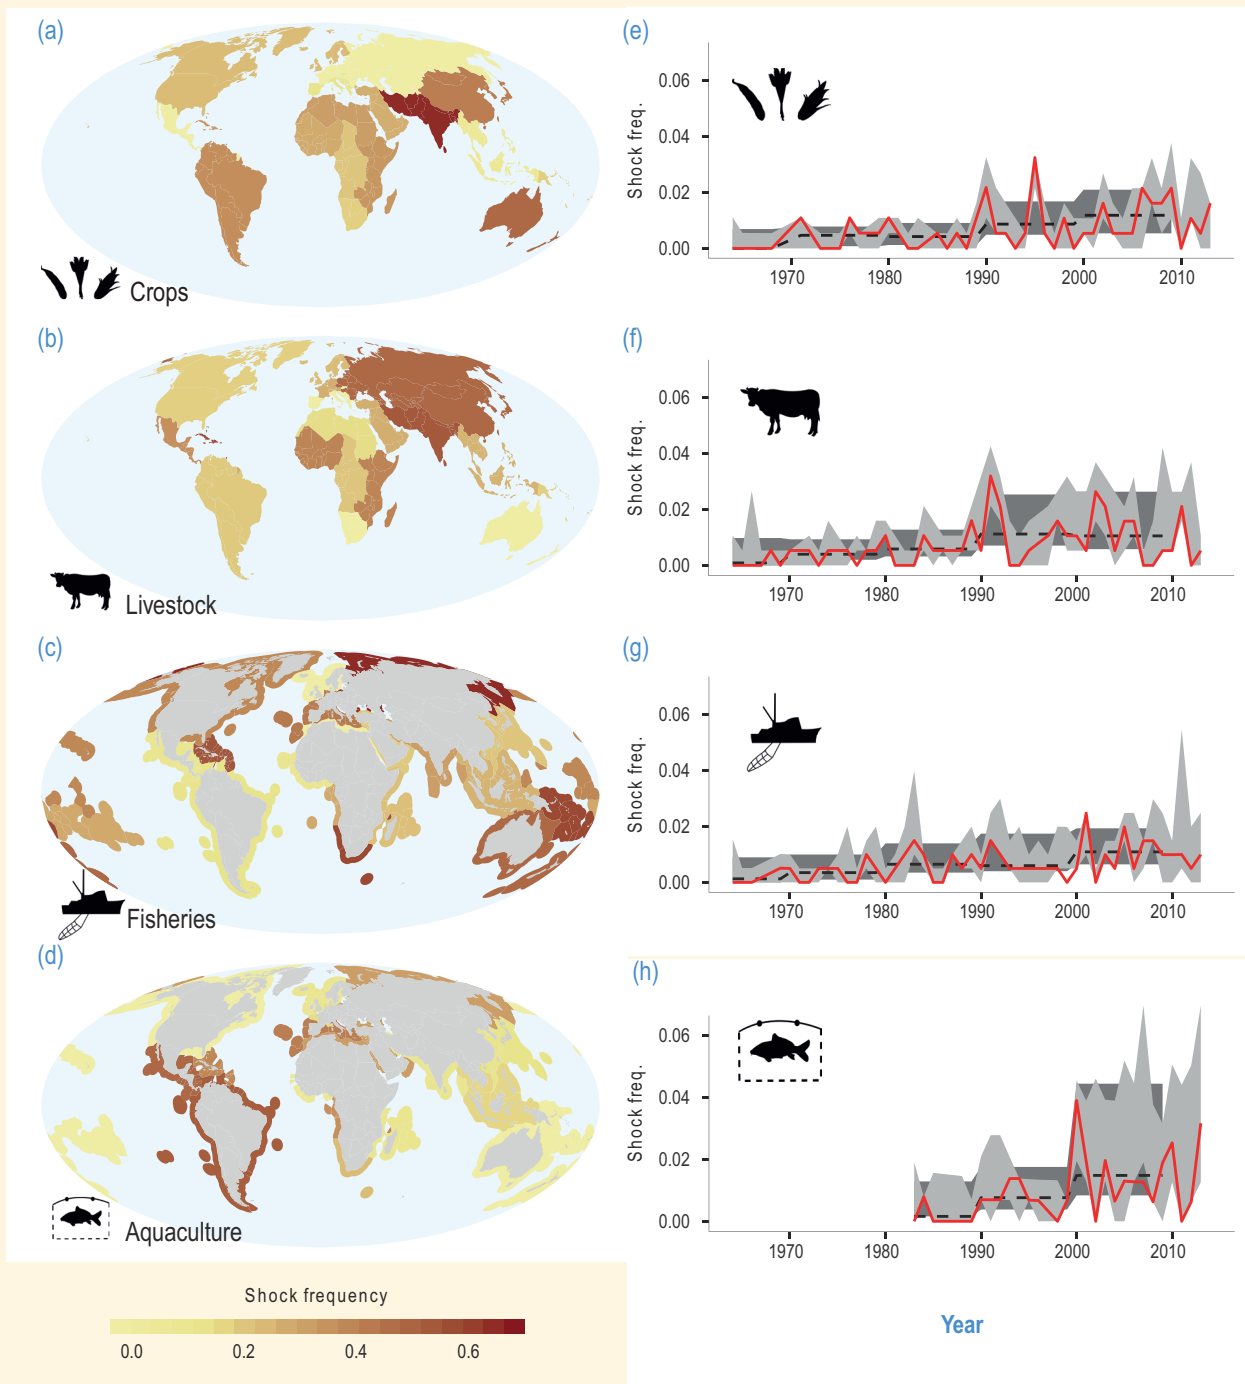 (a)
Crops
(b)
Livestock
(c)
Fisheries
(d)
Aquaculture
Shock frequency
0.0 0.2 0.4 0.6
(e)
Shock freq.
0.06
0.04
0.02
0.00
1970 1980 1990 2000 2010
(f)
Shock freq.
0.06
0.04
0.02
0.00
1970 1980 1990 2000 2010
(g)
Shock freq.
0.06
0.04
0.02
0.00
1970 1980 1990 2000 2010
(h)
Shock freq.
0.06
0.04
0.02
0.00
1970 1980 1990 2000 2010
Year